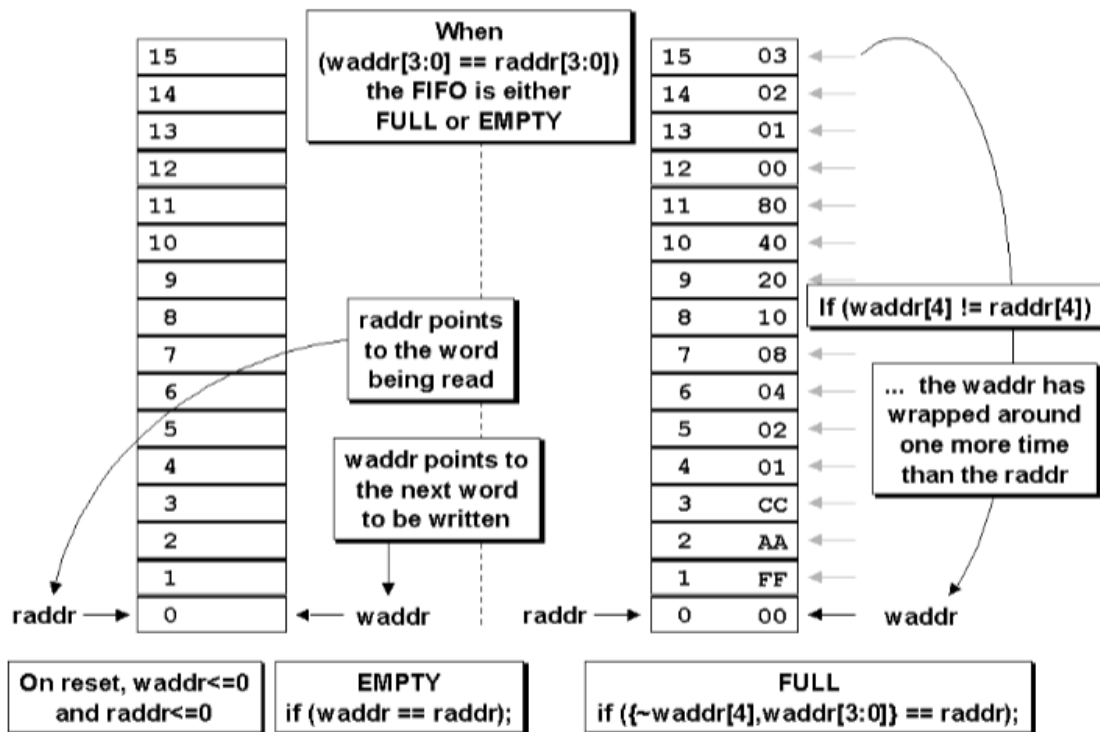 When
(waddr[3:0] == raddr[3:0])
the FIFO is either
FULL or EMPTY
15
14
13
12
11
10
9
8
7
6
5
4
3
2
1
0
raddr points
to the word
being read
waddr points to
the next word
to be written
raddr
waddr
15 03
14 02
13 01
12 00
11 80
10 40
9 20
8 10
7 08
6 04
5 02
4 01
3 CC
2 AA
1 FF
0 00
If (waddr[4] != raddr[4])
... the waddr has
wrapped around
one more time
than the raddr
raddr
waddr
On reset, waddr<=0
and raddr<=0
EMPTY
if (waddr == raddr);
FULL
if ({~waddr[4],waddr[3:0]} == raddr);